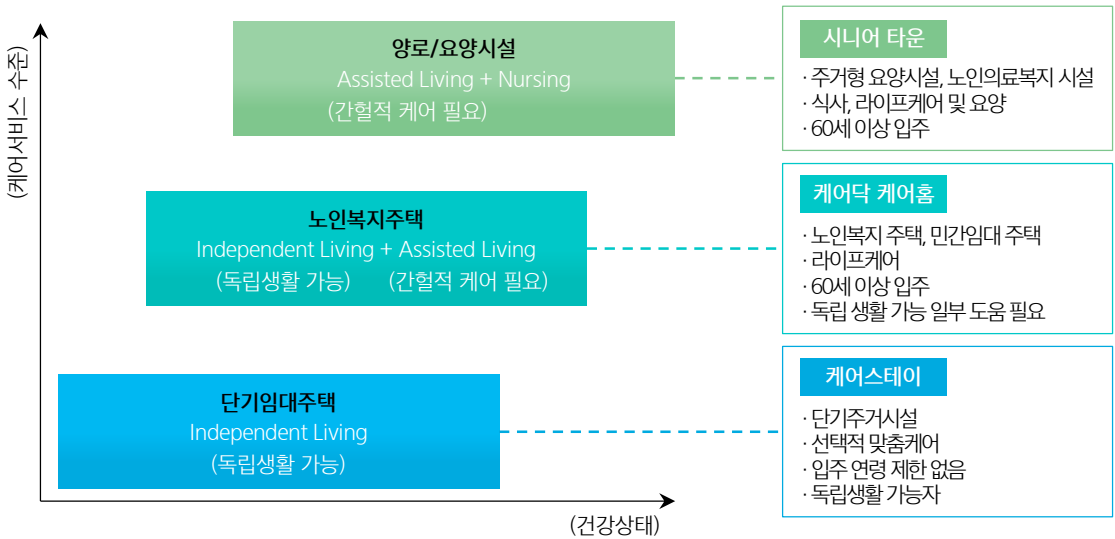 (케어서비스 수준)
양로/요양시설
Assisted Living + Nursing
(간헐적 케어 필요)
시니어 타운
· 주거형 요양시설, 노인의료복지 시설
· 식사, 라이프케어 및 요양
· 60세 이상 입주
노인복지주택
Independent Living + Assisted Living
(독립생활 가능) (간헐적 케어 필요)
케어닥 케어홈
· 노인복지 주택, 민간임대 주택
· 라이프케어
· 60세 이상 입주
· 독립 생활 가능 일부 도움 필요
단기임대주택
Independent Living
(독립생활 가능)
케어스테이
· 단기주거시설
· 선택적 맞춤케어
· 입주 연령 제한 없음
· 독립생활 가능자
(건강상태)